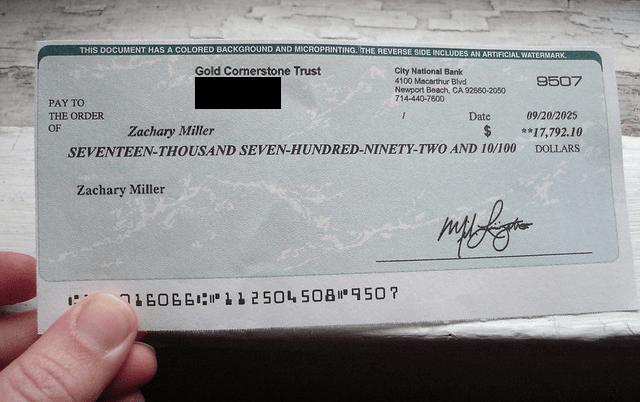 THIS DOCUMENT HAS A COLORED BACKGROUND AND MICROPRINTING. THE REVERSE SIDE INCLUDES AN ARTIFICIAL WATERMARK.
Gold Cornerstone Trust
City National Bank
4100 Macarthur Blvd
Newport Beach, CA 92660-2050
714-440-7600
9507
/
PAY TO
THE ORDER
OF
Zachary Miller
Date 09/20/2025
$ **17,792.10
SEVENTEEN-THOUSAND SEVEN-HUNDRED-NINETY-TWO AND 10/100 DOLLARS
Zachary Miller
16066⑆ ⑈112504508⑈9507